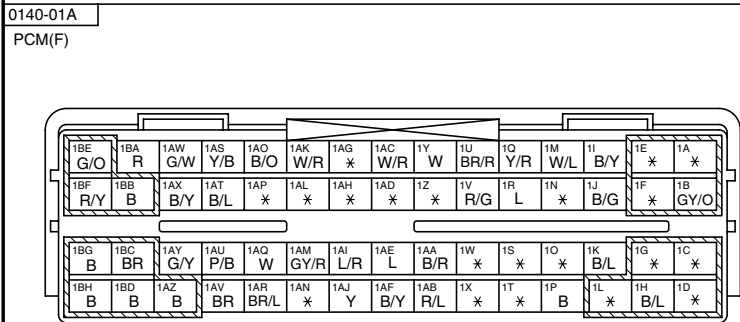 0140-01A
PCM(F)
1BE 1BA 1AW 1AS 1AO 1AK 1AG 1AC 1Y 1U 1Q 1M 1I 1E 1A
G/O R G/W Y/B B/O W/R * W/R W BR/R Y/R W/L B/Y * *
1BF 1BB 1AX 1AT 1AP 1AL 1AH 1AD 1Z 1V 1R 1N 1J 1F 1B
R/Y B B/Y B/L * * * * * R/G L * B/G * GY/O
1BG 1BC 1AY 1AU 1AQ 1AM 1AI 1AE 1AA 1W 1S 1O 1K 1G 1C
B BR G/Y P/B W GY/R L/R L B/R * * * B/L * *
1BH 1BD 1AZ 1AV 1AR 1AN 1AJ 1AF 1AB 1X 1T 1P 1L 1H 1D
B B B BR BR/L * Y B/Y R/L * * B * B/L *